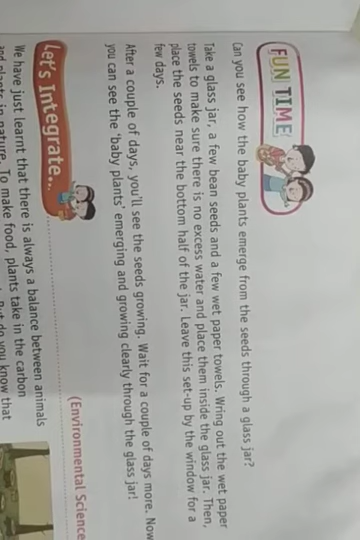 FUN TIME
Can you see how the baby plants emerge from the seeds through a glass jar?
Take a glass jar, a few bean seeds and a few wet paper towels. Wring out the wet paper
towels to make sure there is no excess water and place them inside the glass jar. Then,
place the seeds near the bottom half of the jar. Leave this set-up by the window for a
few days.
After a couple of days, you'll see the seeds growing. Wait for a couple of days more. Now
you can see the 'baby plants' emerging and growing clearly through the glass jar!
Let's Integrate...
(Environmental Science
We have just learnt that there is always a balance between animals
and plants in nature. To make food, plants take in the carbon
But do you know that